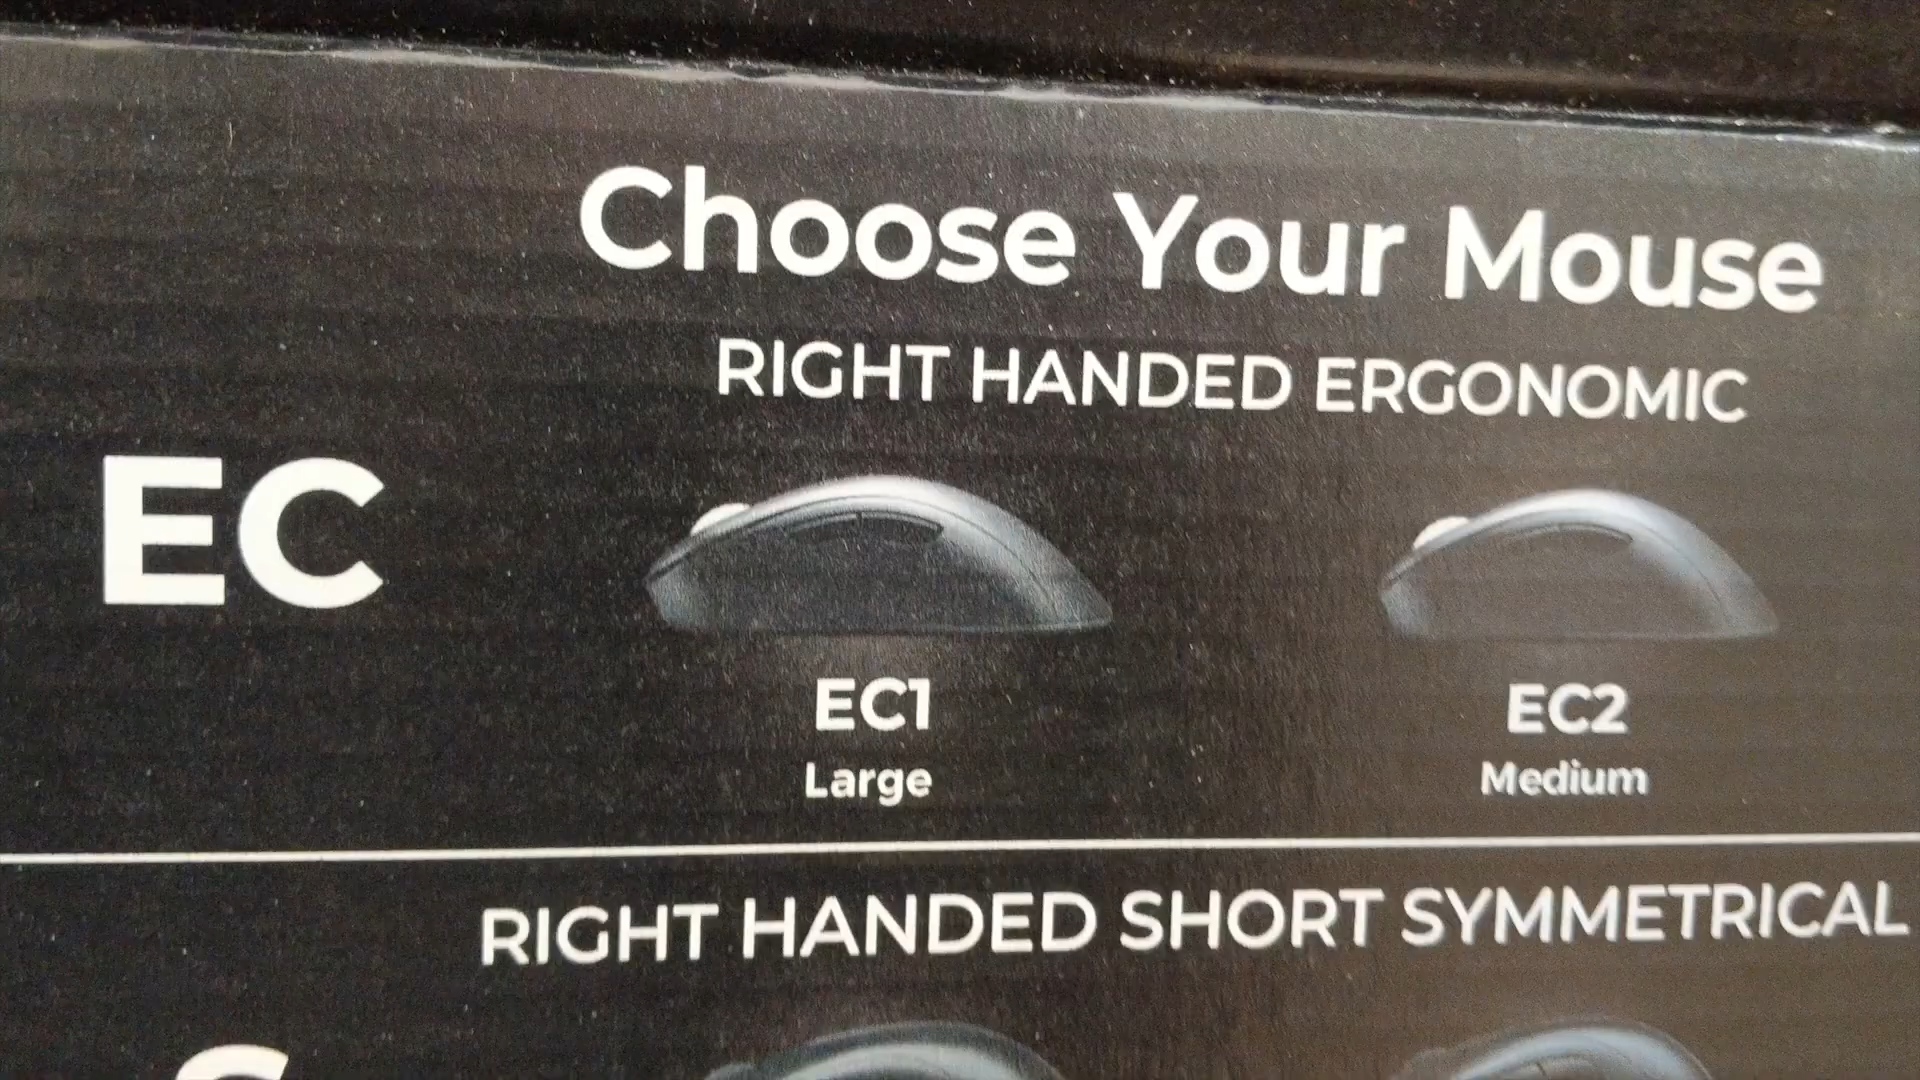 Choose Your Mouse
RIGHT HANDED ERGONOMIC
EC
EC1
EC2
Large
Medium
RIGHT HANDED SHORT SYMMETRICAL